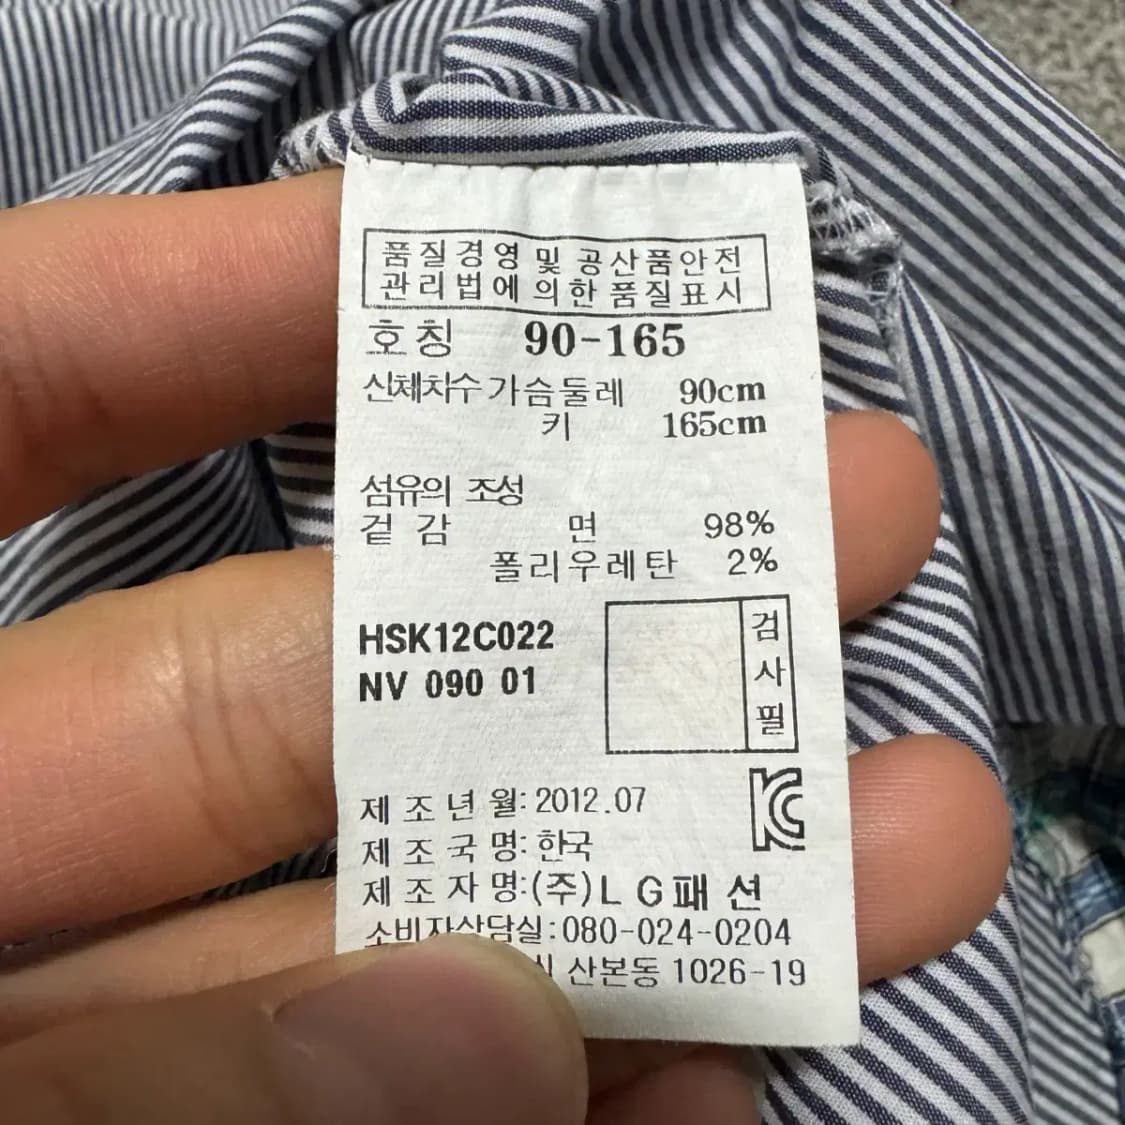 품질경영 및 공산품안전
관리법에 의한 품질표시
호칭 90-165
신체치수 가슴둘레 90cm
키 165cm
섬유의 조성
겉감 면 98%
폴리우레탄 2%
HSK12C022
NV 090 01
검사필
KC
제조년월: 2012.07
제조국명: 한국
제조자명:(주)LG패션
소비자상담실:080-024-0204
산본동 1026-19